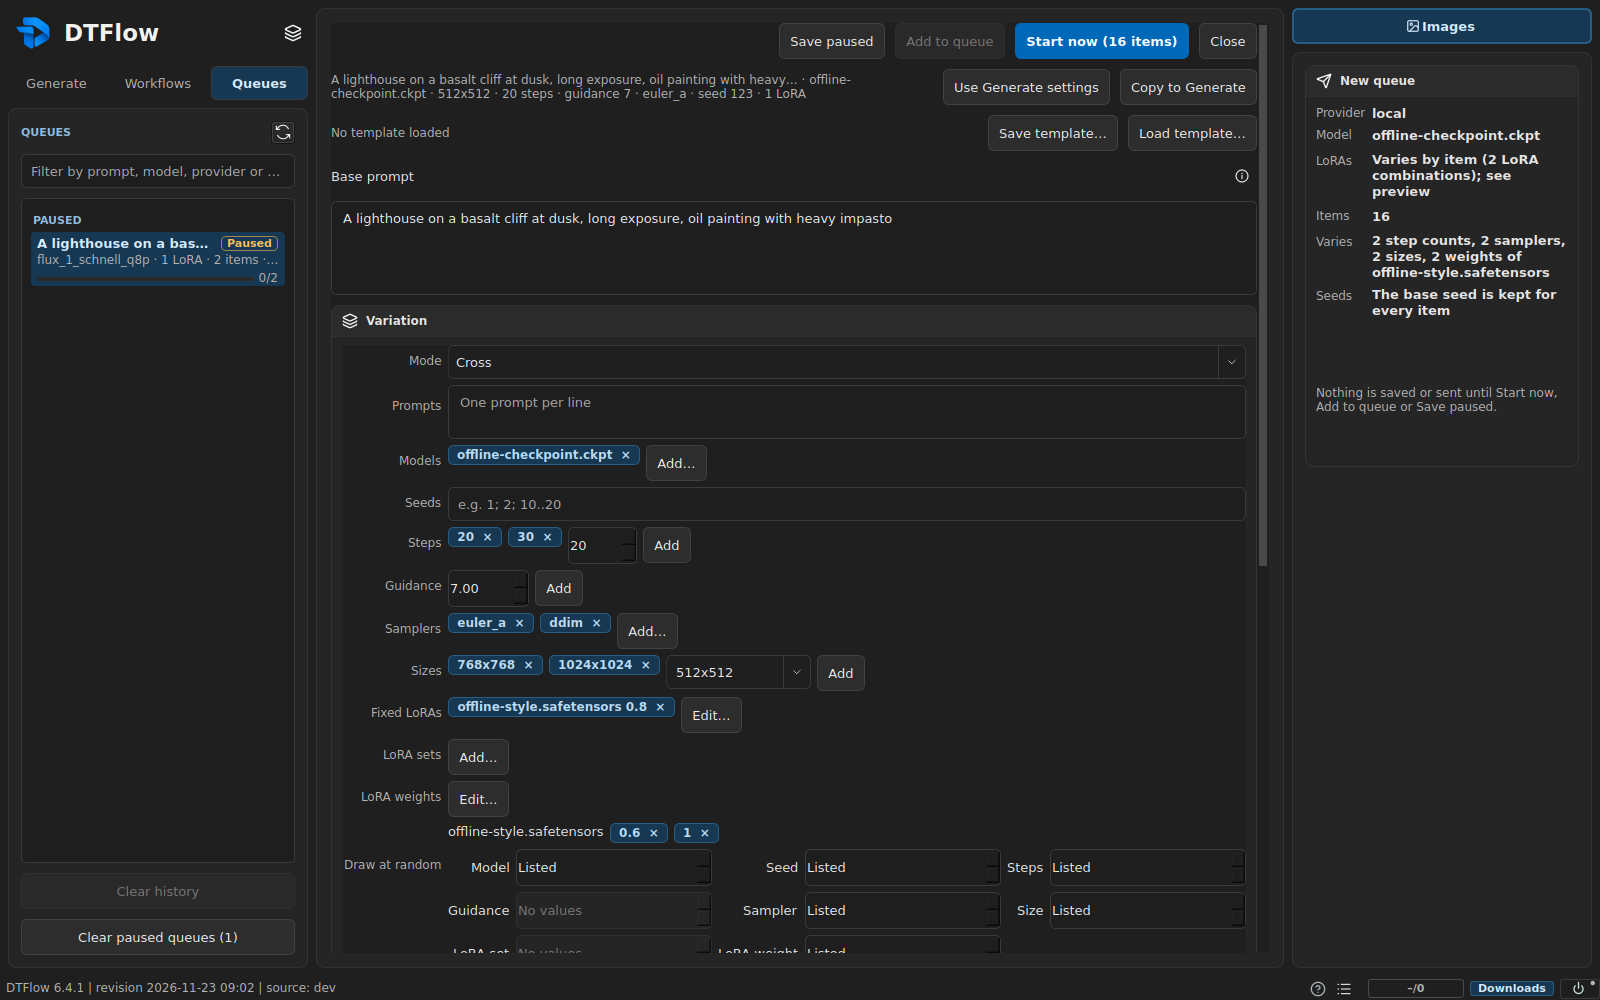 DTFlow
Generate
Workflows
Queues
QUEUES
Filter by prompt, model, provider or ...
PAUSED
A lighthouse on a bas... Paused
flux_1_schnell_q8p · 1 LoRA · 2 items ·...
0/2
Clear history
Clear paused queues (1)
Save paused
Add to queue
Start now (16 items)
Close
A lighthouse on a basalt cliff at dusk, long exposure, oil painting with heavy... · offline-
checkpoint.ckpt · 512x512 · 20 steps · guidance 7 · euler_a · seed 123 · 1 LoRA
Use Generate settings
Copy to Generate
No template loaded
Save template...
Load template...
Base prompt
A lighthouse on a basalt cliff at dusk, long exposure, oil painting with heavy impasto
Variation
Mode Cross
Prompts One prompt per line
Models offline-checkpoint.ckpt × Add...
Seeds e.g. 1; 2; 10..20
Steps 20 × 30 × 20 Add
Guidance 7.00 Add
Samplers euler_a × ddim × Add...
Sizes 768x768 × 1024x1024 × 512x512 Add
Fixed LoRAs offline-style.safetensors 0.8 × Edit...
LoRA sets Add...
LoRA weights Edit...
offline-style.safetensors 0.6 × 1 ×
Draw at random Model Listed Seed Listed Steps Listed
Guidance No values Sampler Listed Size Listed
LoRA set No values LoRA weight Listed
Images
New queue
Provider local
Model offline-checkpoint.ckpt
LoRAs Varies by item (2 LoRA
combinations); see
preview
Items 16
Varies 2 step counts, 2 samplers,
2 sizes, 2 weights of
offline-style.safetensors
Seeds The base seed is kept for
every item
Nothing is saved or sent until Start now,
Add to queue or Save paused.
DTFlow 6.4.1 | revision 2026-11-23 09:02 | source: dev
–/0
Downloads